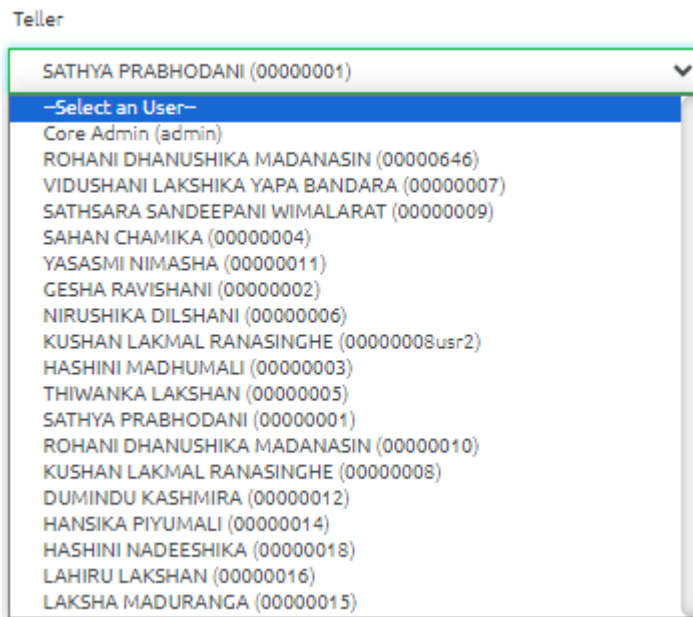 Teller
SATHYA PRABHODANI (00000001)
--Select an User--
Core Admin (admin)
ROHANI DHANUSHIKA MADANASIN (00000646)
VIDUSHANI LAKSHIKA YAPA BANDARA (00000007)
SATHSARA SANDEEPANI WIMALARAT (00000009)
SAHAN CHAMIKA (00000004)
YASASMI NIMASHA (00000011)
GESHA RAVISHANI (00000002)
NIRUSHIKA DILSHANI (00000006)
KUSHAN LAKMAL RANASINGHE (00000008usr2)
HASHINI MADHUMALI (00000003)
THIWANKA LAKSHAN (00000005)
SATHYA PRABHODANI (00000001)
ROHANI DHANUSHIKA MADANASIN (00000010)
KUSHAN LAKMAL RANASINGHE (00000008)
DUMINDU KASHMIRA (00000012)
HANSIKA PIYUMALI (00000014)
HASHINI NADEESHIKA (00000018)
LAHIRU LAKSHAN (00000016)
LAKSHA MADURANGA (00000015)